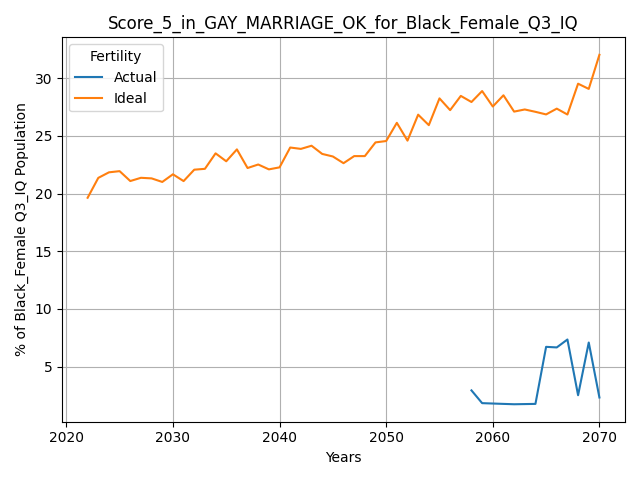 Score_5_in_GAY_MARRIAGE_OK_for_Black_Female_Q3_IQ
Fertility
Actual
Ideal
% of Black_Female Q3_IQ Population
30
25
20
15
10
5
2020 2030 2040 2050 2060 2070
Years